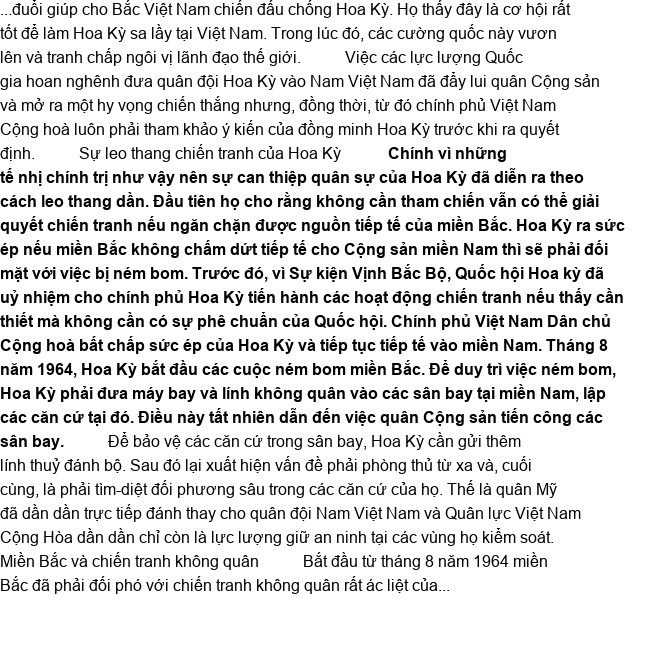 ...đuổi giúp cho Bắc Việt Nam chiến đấu chống Hoa Kỳ. Họ thấy đây là cơ hội rất
tốt để làm Hoa Kỳ sa lầy tại Việt Nam. Trong lúc đó, các cường quốc này vươn
lên và tranh chấp ngôi vị lãnh đạo thế giới. Việc các lực lượng Quốc
gia hoan nghênh đưa quân đội Hoa Kỳ vào Nam Việt Nam đã đẩy lui quân Cộng sản
và mở ra một hy vọng chiến thắng nhưng, đồng thời, từ đó chính phủ Việt Nam
Cộng hoà luôn phải tham khảo ý kiến của đồng minh Hoa Kỳ trước khi ra quyết
định. Sự leo thang chiến tranh của Hoa Kỳ Chính vì những
tế nhị chính trị như vậy nên sự can thiệp quân sự của Hoa Kỳ đã diễn ra theo
cách leo thang dần. Đầu tiên họ cho rằng không cần tham chiến vẫn có thể giải
quyết chiến tranh nếu ngăn chặn được nguồn tiếp tế của miền Bắc. Hoa Kỳ ra sức
ép nếu miền Bắc không chấm dứt tiếp tế cho Cộng sản miền Nam thì sẽ phải đối
mặt với việc bị ném bom. Trước đó, vì Sự kiện Vịnh Bắc Bộ, Quốc hội Hoa kỳ đã
uỷ nhiệm cho chính phủ Hoa Kỳ tiến hành các hoạt động chiến tranh nếu thấy cần
thiết mà không cần có sự phê chuẩn của Quốc hội. Chính phủ Việt Nam Dân chủ
Cộng hoà bất chấp sức ép của Hoa Kỳ và tiếp tục tiếp tế vào miền Nam. Tháng 8
năm 1964, Hoa Kỳ bắt đầu các cuộc ném bom miền Bắc. Để duy trì việc ném bom,
Hoa Kỳ phải đưa máy bay và lính không quân vào các sân bay tại miền Nam, lập
các căn cứ tại đó. Điều này tất nhiên dẫn đến việc quân Cộng sản tiến công các
sân bay. Để bảo vệ các căn cứ trong sân bay, Hoa Kỳ cần gửi thêm
lính thuỷ đánh bộ. Sau đó lại xuất hiện vấn đề phải phòng thủ từ xa và, cuối
cùng, là phải tìm-diệt đối phương sâu trong các căn cứ của họ. Thế là quân Mỹ
đã dần dần trực tiếp đánh thay cho quân đội Nam Việt Nam và Quân lực Việt Nam
Cộng Hòa dần dần chỉ còn là lực lượng giữ an ninh tại các vùng họ kiểm soát.
Miền Bắc và chiến tranh không quân Bắt đầu từ tháng 8 năm 1964 miền
Bắc đã phải đối phó với chiến tranh không quân rất ác liệt của...